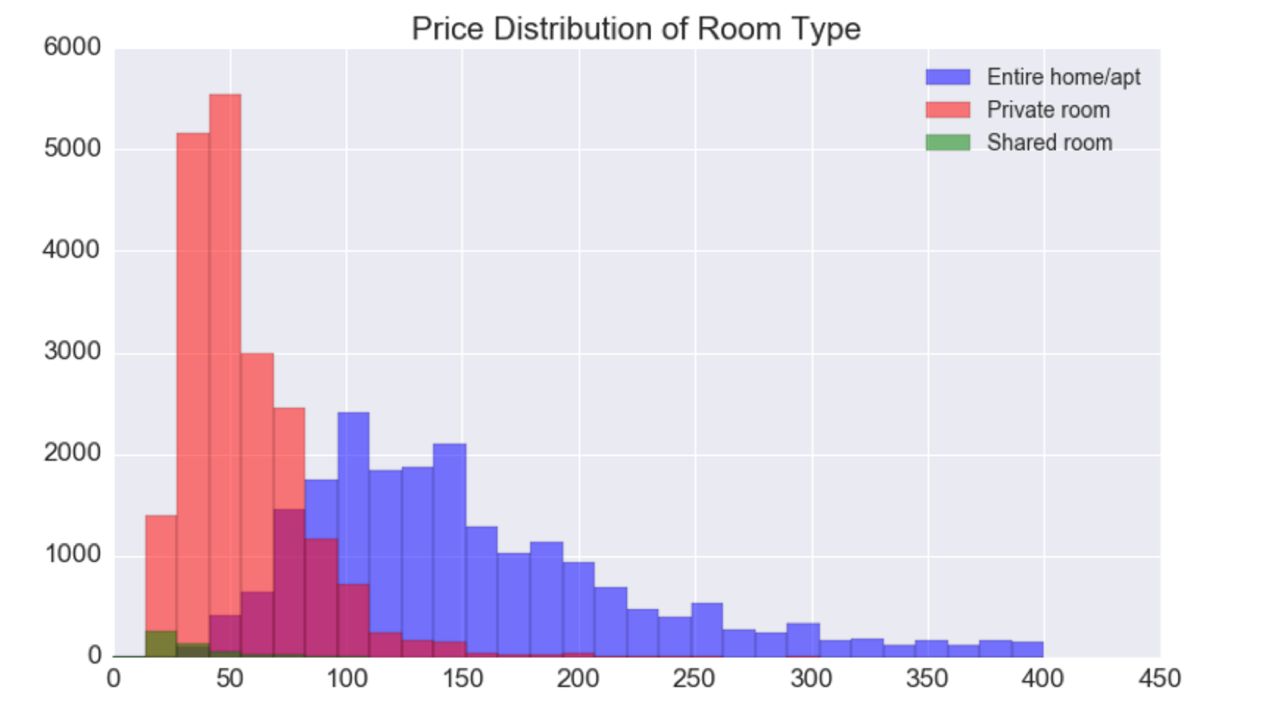 Price Distribution of Room Type
6000
5000
4000
3000
2000
1000
0
Entire home/apt
Private room
Shared room
0 50 100 150 200 250 300 350 400 450